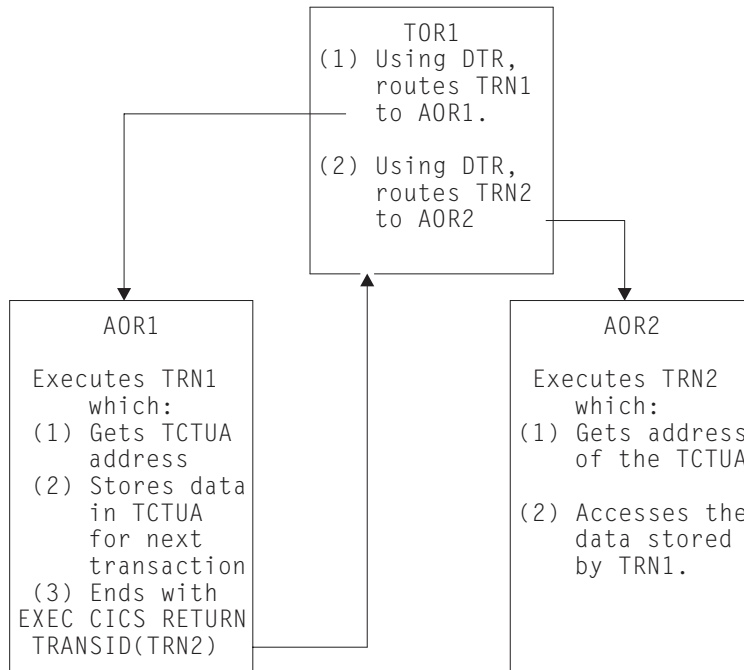 TOR1
(1) Using DTR,
routes TRN1
to AOR1.
(2) Using DTR,
routes TRN2
to AOR2
AOR1
Executes TRN1
which:
(1) Gets TCTUA
address
(2) Stores data
in TCTUA
for next
transaction
(3) Ends with
EXEC CICS RETURN
TRANSID(TRN2)
AOR2
Executes TRN2
which:
(1) Gets address
of the TCTUA
(2) Accesses the
data stored
by TRN1.